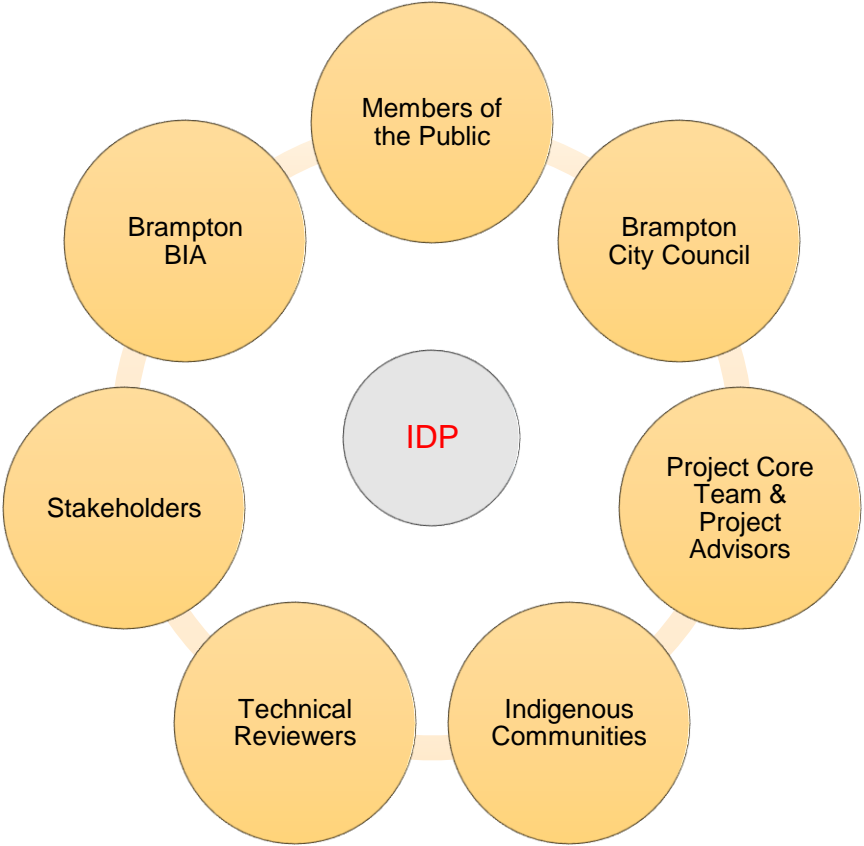 Members of
the Public
Brampton
City Council
Project Core
Team &
Project
Advisors
Indigenous
Communities
Technical
Reviewers
Stakeholders
Brampton
BIA
IDP